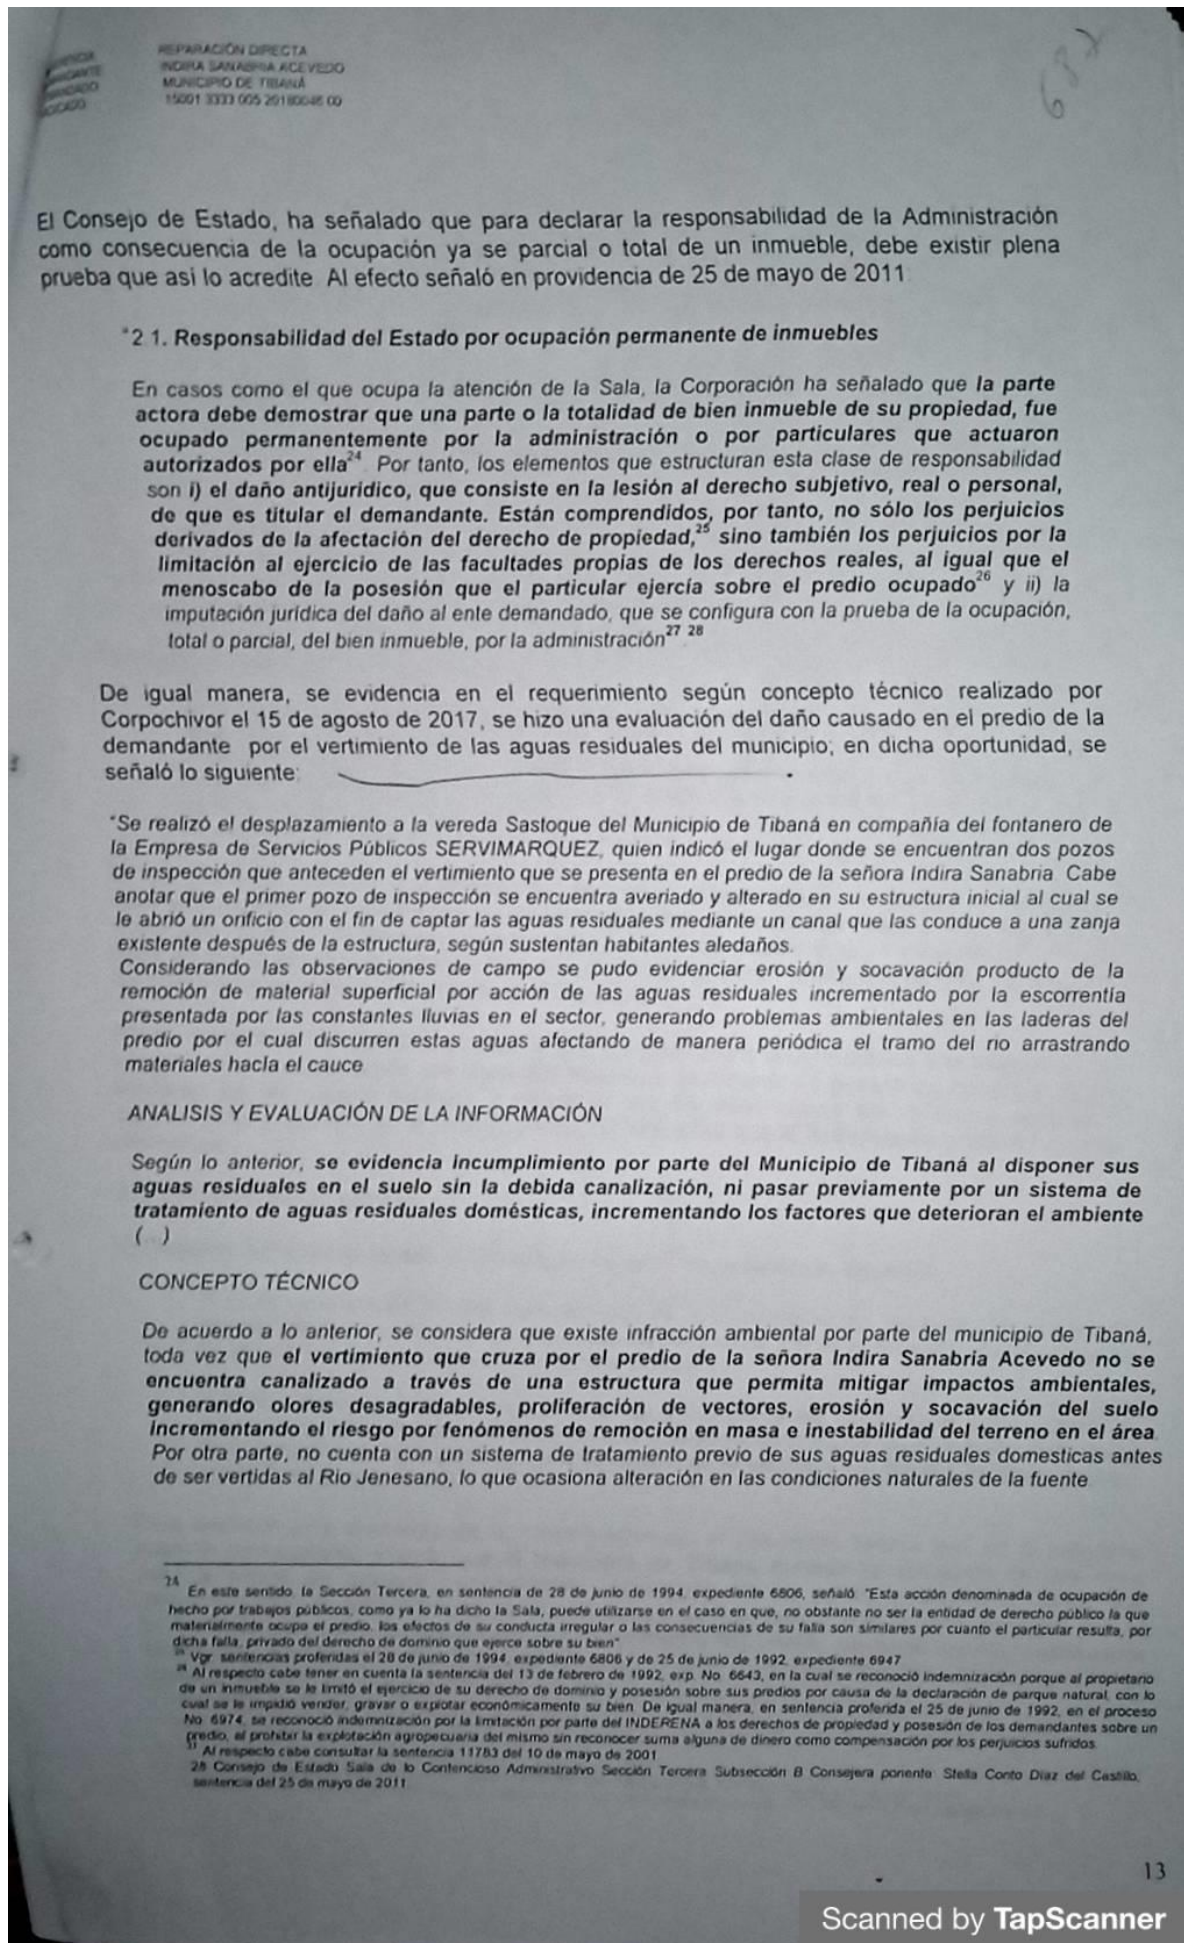 REPARACIÓN DIRECTA
INDIRA SANABRIA ACEVEDO
MUNICIPIO DE TIBANÁ
15001 3333 005 20180046 00
687
El Consejo de Estado, ha señalado que para declarar la responsabilidad de la Administración
como consecuencia de la ocupación ya se parcial o total de un inmueble, debe existir plena
prueba que asi lo acredite. Al efecto señaló en providencia de 25 de mayo de 2011:
"2.1. Responsabilidad del Estado por ocupación permanente de inmuebles
En casos como el que ocupa la atención de la Sala, la Corporación ha señalado que la parte
actora debe demostrar que una parte o la totalidad de bien inmueble de su propiedad, fue
ocupado permanentemente por la administración o por particulares que actuaron
autorizados por ella24. Por tanto, los elementos que estructuran esta clase de responsabilidad
son i) el daño antijurídico, que consiste en la lesión al derecho subjetivo, real o personal,
de que es titular el demandante. Están comprendidos, por tanto, no sólo los perjuicios
derivados de la afectación del derecho de propiedad,25 sino también los perjuicios por la
limitación al ejercicio de las facultades propias de los derechos reales, al igual que el
menoscabo de la posesión que el particular ejercía sobre el predio ocupado26 y ii) la
imputación jurídica del daño al ente demandado, que se configura con la prueba de la ocupación,
total o parcial, del bien inmueble, por la administración27 28
De igual manera, se evidencia en el requerimiento según concepto técnico realizado por
Corpochivor el 15 de agosto de 2017, se hizo una evaluación del daño causado en el predio de la
demandante por el vertimiento de las aguas residuales del municipio; en dicha oportunidad, se
señaló lo siguiente:
"Se realizó el desplazamiento a la vereda Sastoque del Municipio de Tibaná en compañía del fontanero de
la Empresa de Servicios Públicos SERVIMARQUEZ, quien indicó el lugar donde se encuentran dos pozos
de inspección que anteceden el vertimiento que se presenta en el predio de la señora Indira Sanabria. Cabe
anotar que el primer pozo de inspección se encuentra averiado y alterado en su estructura inicial al cual se
le abrió un orificio con el fin de captar las aguas residuales mediante un canal que las conduce a una zanja
existente después de la estructura, según sustentan habitantes aledaños.
Considerando las observaciones de campo se pudo evidenciar erosión y socavación producto de la
remoción de material superficial por acción de las aguas residuales incrementado por la escorrentía
presentada por las constantes lluvias en el sector, generando problemas ambientales en las laderas del
predio por el cual discurren estas aguas afectando de manera periódica el tramo del rio arrastrando
materiales hacia el cauce
ANALISIS Y EVALUACIÓN DE LA INFORMACIÓN
Según lo anterior, se evidencia incumplimiento por parte del Municipio de Tibaná al disponer sus
aguas residuales en el suelo sin la debida canalización, ni pasar previamente por un sistema de
tratamiento de aguas residuales domésticas, incrementando los factores que deterioran el ambiente
(...)
CONCEPTO TÉCNICO
De acuerdo a lo anterior, se considera que existe infracción ambiental por parte del municipio de Tibaná,
toda vez que el vertimiento que cruza por el predio de la señora Indira Sanabria Acevedo no se
encuentra canalizado a través de una estructura que permita mitigar impactos ambientales,
generando olores desagradables, proliferación de vectores, erosión y socavación del suelo
incrementando el riesgo por fenómenos de remoción en masa e inestabilidad del terreno en el área.
Por otra parte, no cuenta con un sistema de tratamiento previo de sus aguas residuales domesticas antes
de ser vertidas al Rio Jenesano, lo que ocasiona alteración en las condiciones naturales de la fuente.
24 En este sentido, la Sección Tercera, en sentencia de 28 de junio de 1994, expediente 6806, señaló: "Esta acción denominada de ocupación de
hecho por trabajos públicos, como ya lo ha dicho la Sala, puede utilizarse en el caso en que, no obstante no ser la entidad de derecho público la que
materialmente ocupa el predio, los efectos de su conducta irregular o las consecuencias de su falla son similares por cuanto el particular resulta, por
dicha falla, privado del derecho de dominio que ejerce sobre su bien"
25 Vgr. sentencias proferidas el 28 de junio de 1994, expediente 6806 y de 25 de junio de 1992, expediente 6947
26 Al respecto cabe tener en cuenta la sentencia del 13 de febrero de 1992, exp. No. 6643, en la cual se reconoció indemnización porque al propietario
de un inmueble se le limitó el ejercicio de su derecho de dominio y posesión sobre sus predios por causa de la declaración de parque natural, con lo
cual se le impidió vender, gravar o explotar económicamente su bien. De igual manera, en sentencia proferida el 25 de junio de 1992, en el proceso
No. 6974, se reconoció indemnización por la limitación por parte del INDERENA a los derechos de propiedad y posesión de los demandantes sobre un
predio, al prohibir la explotación agropecuaria del mismo sin reconocer suma alguna de dinero como compensación por los perjuicios sufridos.
Al respecto cabe consultar la sentencia 11783 del 10 de mayo de 2001
28 Consejo de Estado Sala de lo Contencioso Administrativo Sección Tercera Subsección B Consejera ponente: Stella Conto Diaz del Castillo,
sentencia del 25 de mayo de 2011
13
Scanned by TapScanner